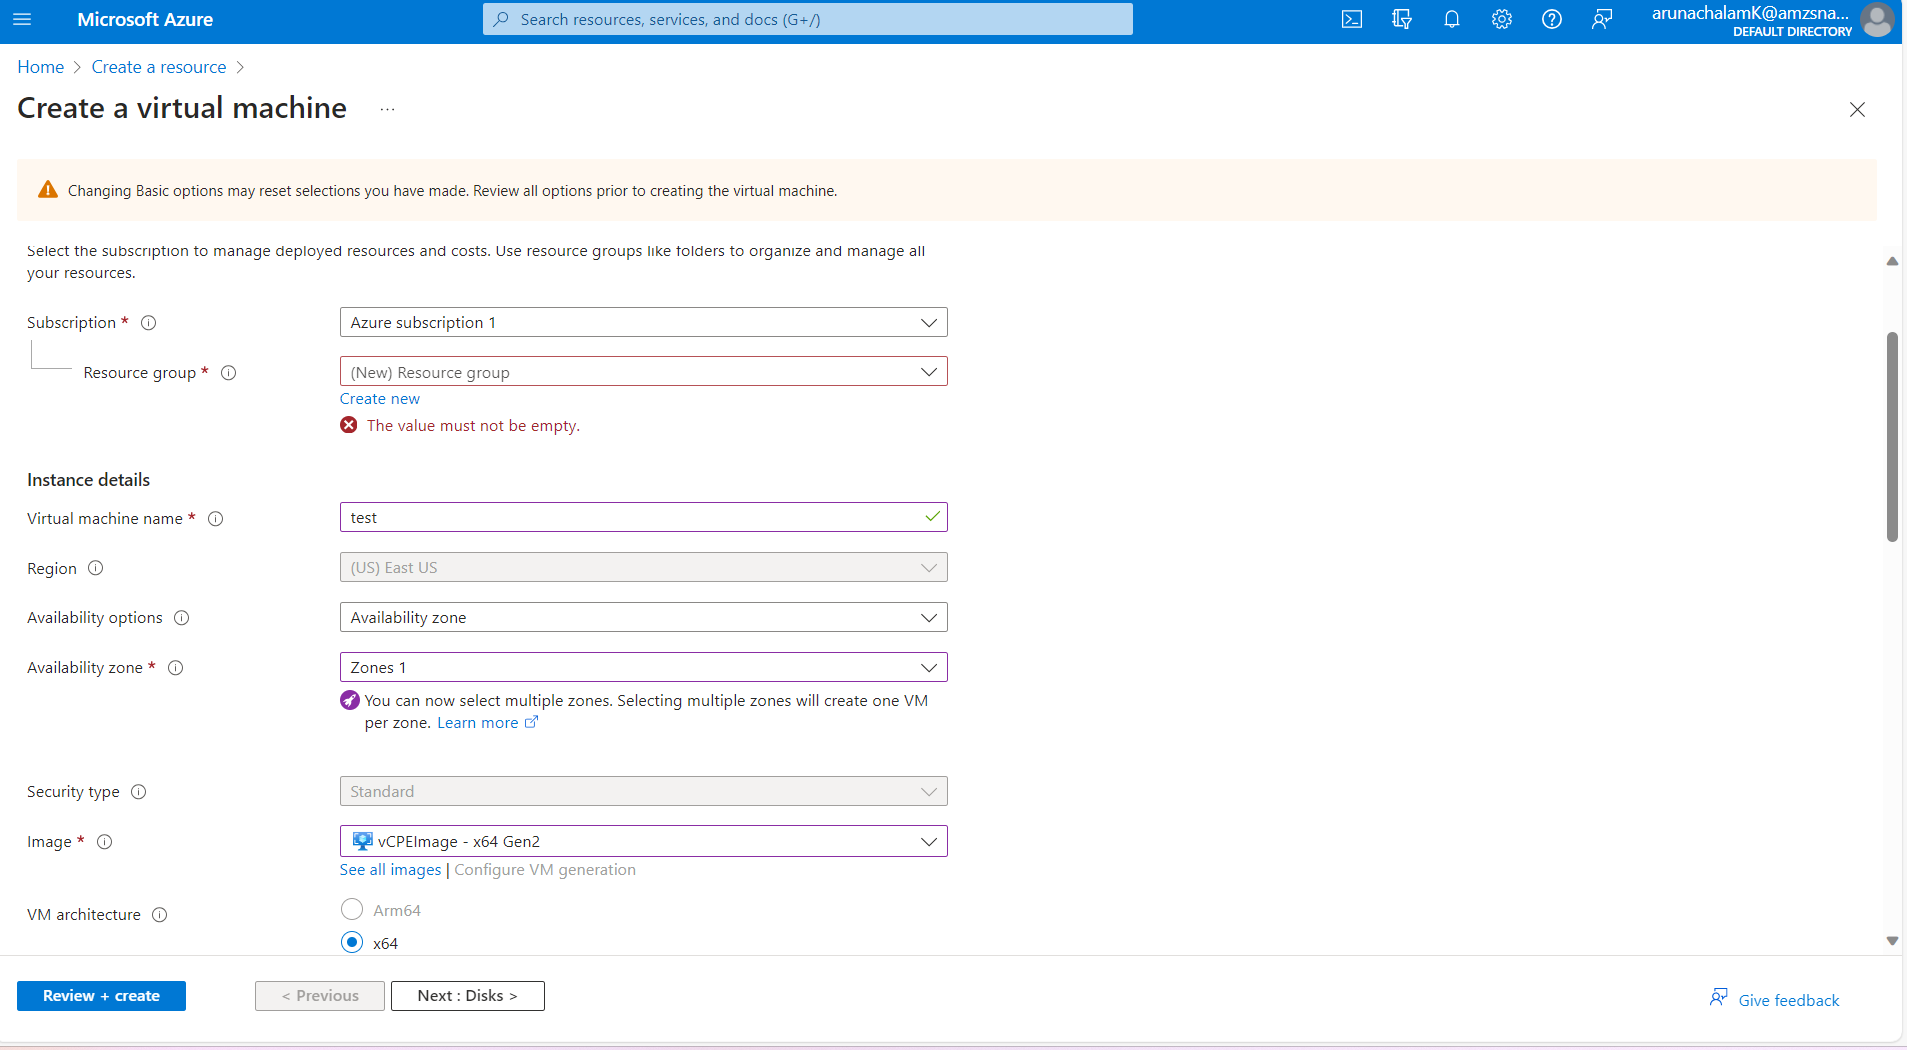 Microsoft Azure
Search resources, services, and docs (G+/)
arunachalamK@amzsna...
DEFAULT DIRECTORY
Home > Create a resource >
Create a virtual machine ...
Changing Basic options may reset selections you have made. Review all options prior to creating the virtual machine.
Select the subscription to manage deployed resources and costs. Use resource groups like folders to organize and manage all
your resources.
Subscription *
Azure subscription 1
Resource group *
(New) Resource group
Create new
The value must not be empty.
Instance details
Virtual machine name *
test
Region
(US) East US
Availability options
Availability zone
Availability zone *
Zones 1
You can now select multiple zones. Selecting multiple zones will create one VM
per zone. Learn more
Security type
Standard
Image *
vCPEImage - x64 Gen2
See all images | Configure VM generation
VM architecture
Arm64
x64
Review + create
< Previous
Next : Disks >
Give feedback